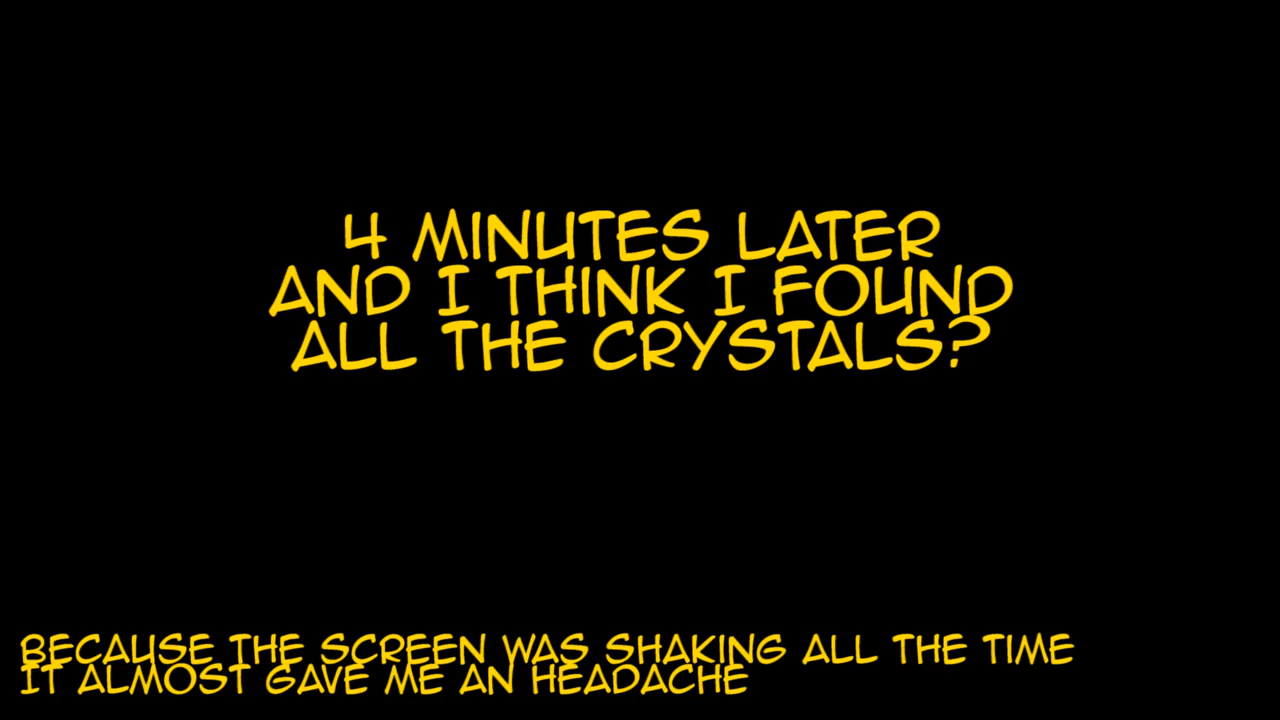 4 MINUTES LATER
AND I THINK I FOUND
ALL THE CRYSTALS?
BECAUSE THE SCREEN WAS SHAKING ALL THE TIME
IT ALMOST GAVE ME AN HEADACHE